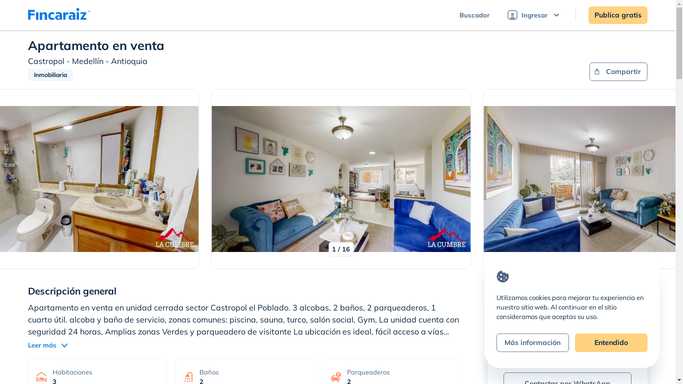 Fincaraiz
Buscador
Ingresar
Publica gratis
Apartamento en venta
Castropol - Medellín - Antioquia
Inmobiliaria
Compartir
LA CUMBRE
1 / 16
LA CUMBRE
Descripción general
Apartamento en venta en unidad cerrada sector Castropol el Poblado. 3 alcobas, 2 baños, 2 parqueaderos, 1
cuarto útil. alcoba y baño de servicio, zonas comunes: piscina, sauna, turco, salón social, Gym, La unidad cuenta con
seguridad 24 horas, Amplias zonas Verdes y parqueadero de visitante La ubicación es ideal, fácil acceso a vías...
Leer más
Habitaciones
3
Baños
2
Parqueaderos
2
Utilizamos cookies para mejorar tu experiencia en
nuestro sitio web. Al continuar en el sitio
consideramos que aceptas su uso.
Más información
Entendido
Contactar por WhatsApp